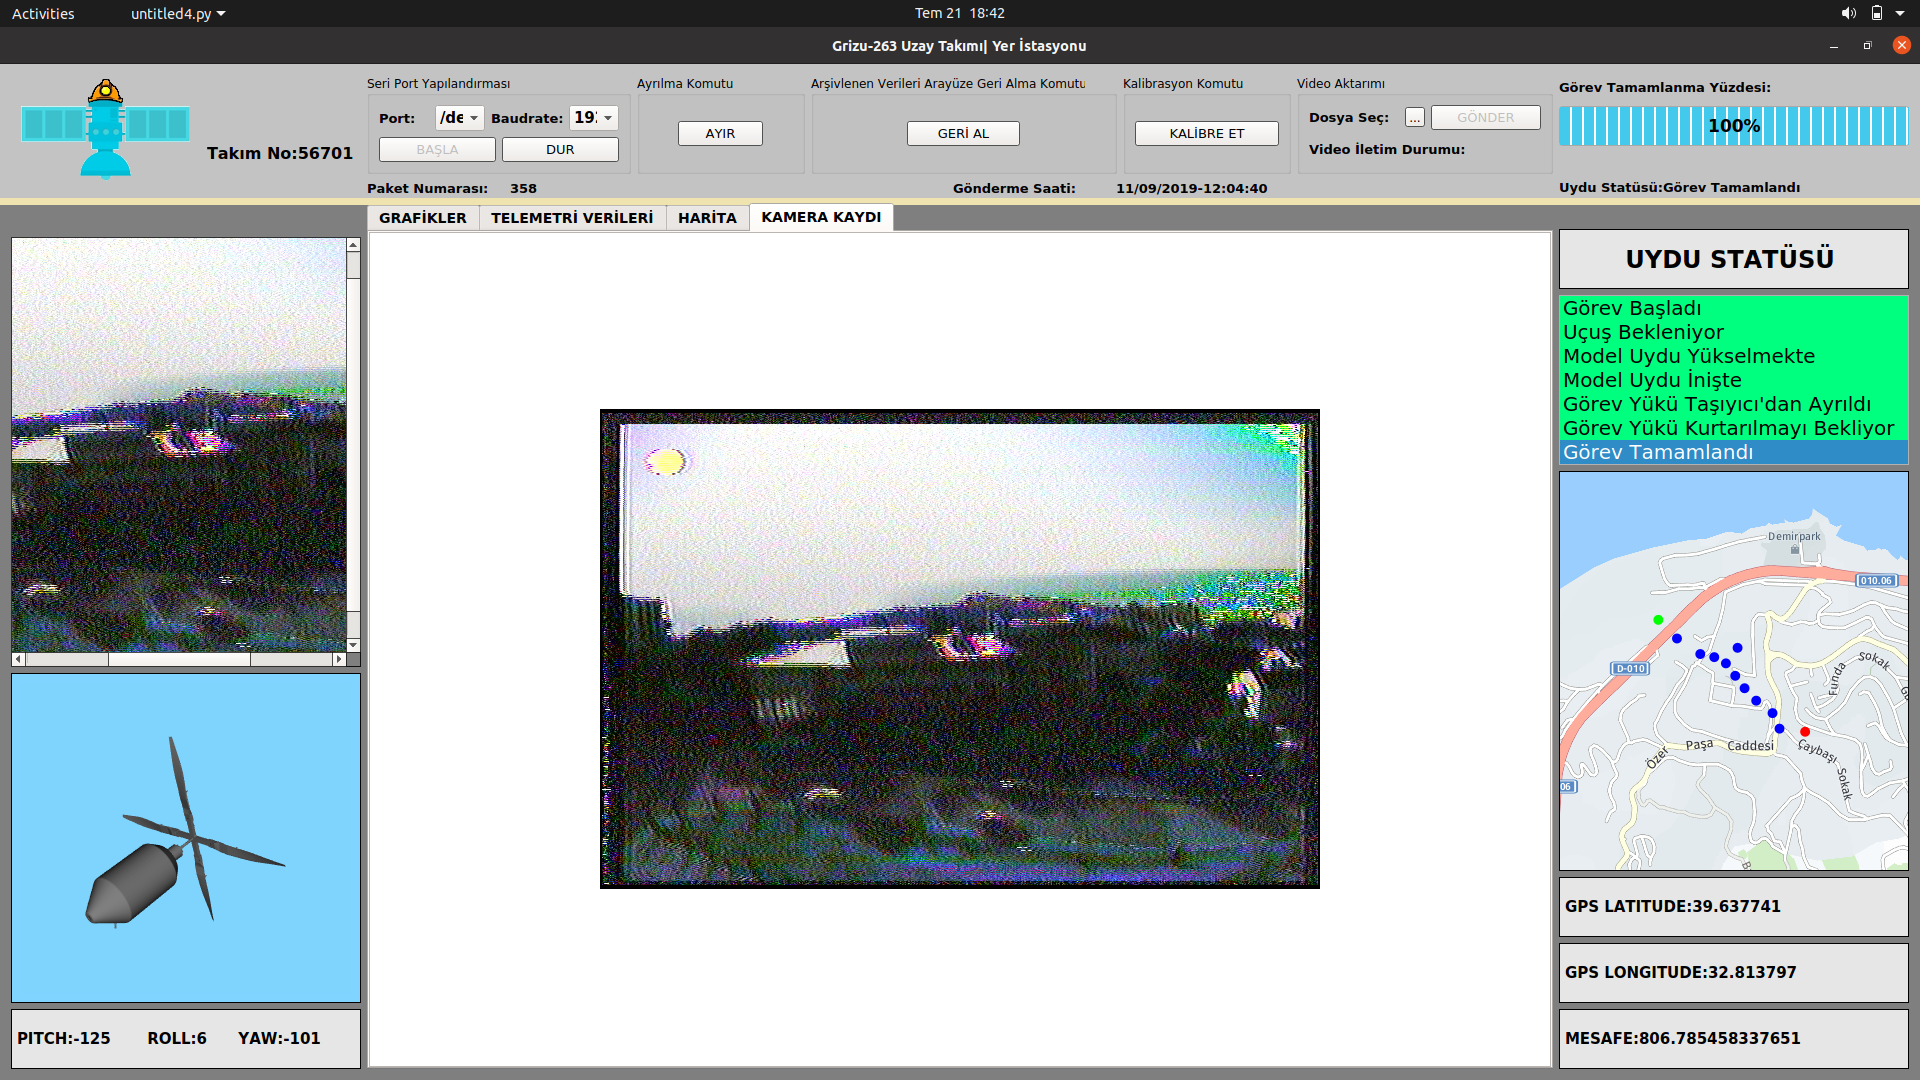 Activities
untitled4.py
Tem 21 18:42
Grizu-263 Uzay Takımı| Yer İstasyonu
Takım No:56701
Seri Port Yapılandırması
Port:
/de
Baudrate:
19:
BAŞLA
DUR
Ayrılma Komutu
AYIR
Arşivlenen Verileri Arayüze Geri Alma Komutu
GERİ AL
Kalibrasyon Komutu
KALİBRE ET
Video Aktarımı
Dosya Seç:
...
GÖNDER
Video İletim Durumu:
Görev Tamamlanma Yüzdesi:
100%
Paket Numarası: 358
Gönderme Saati: 11/09/2019-12:04:40
Uydu Statüsü:Görev Tamamlandı
GRAFİKLER
TELEMETRİ VERİLERİ
HARİTA
KAMERA KAYDI
UYDU STATÜSÜ
Görev Başladı
Uçuş Bekleniyor
Model Uydu Yükselmekte
Model Uydu İnişte
Görev Yükü Taşıyıcı'dan Ayrıldı
Görev Yükü Kurtarılmayı Bekliyor
Görev Tamamlandı
Demirpark
010.06
D-010
Sokak
Funda
Özer Paşa Caddesi
Çaybaşı Sokak
06
GPS LATITUDE:39.637741
GPS LONGITUDE:32.813797
MESAFE:806.785458337651
PITCH:-125
ROLL:6
YAW:-101